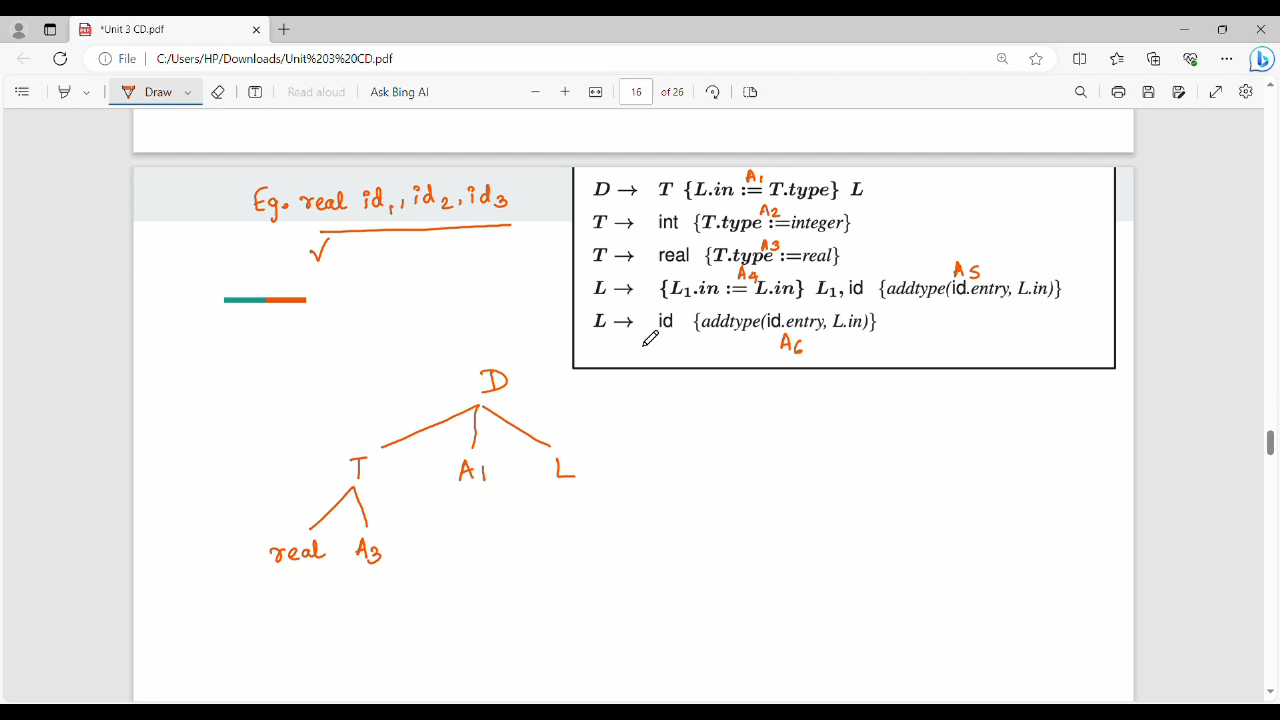 *Unit 3 CD.pdf
File C:/Users/HP/Downloads/Unit%203%20CD.pdf
Draw Read aloud Ask Bing AI 16 of 26
Eg. real id₁, id₂, id₃
√
A₁
D → T {L.in := T.type} L
A₂
T → int {T.type :=integer}
A₃
T → real {T.type :=real}
A₄ A₅
L → {L₁.in := L.in} L₁, id {addtype(id.entry, L.in)}
L → id {addtype(id.entry, L.in)}
A₆
D
T A₁ L
real A₃